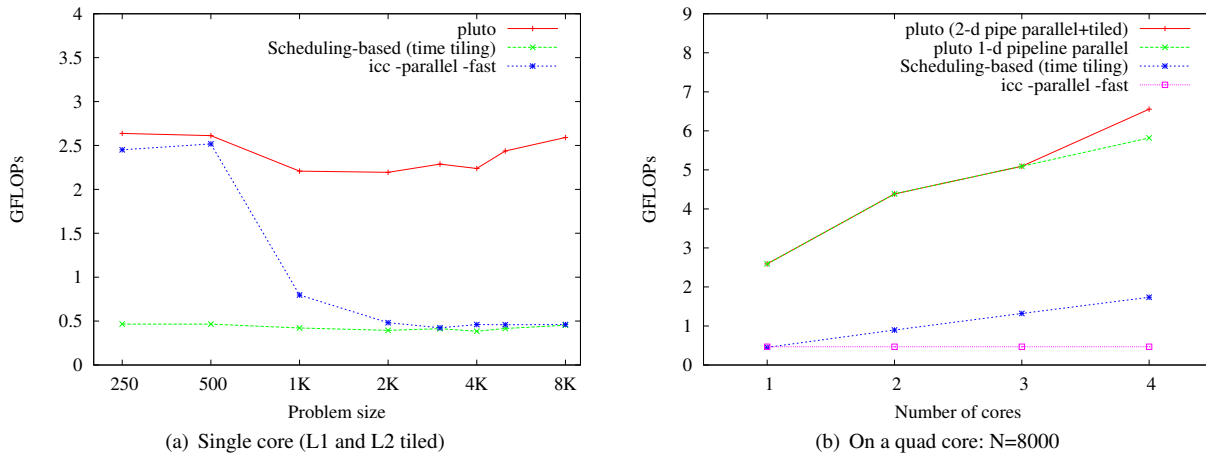 4
3.5
3
2.5
2
1.5
1
0.5
0
GFLOPs
pluto
Scheduling-based (time tiling)
icc -parallel -fast
250 500 1K 2K 4K 8K
Problem size
(a) Single core (L1 and L2 tiled)
9
8
7
6
5
4
3
2
1
0
GFLOPs
pluto (2-d pipe parallel+tiled)
pluto 1-d pipeline parallel
Scheduling-based (time tiling)
icc -parallel -fast
1 2 3 4
Number of cores
(b) On a quad core: N=8000